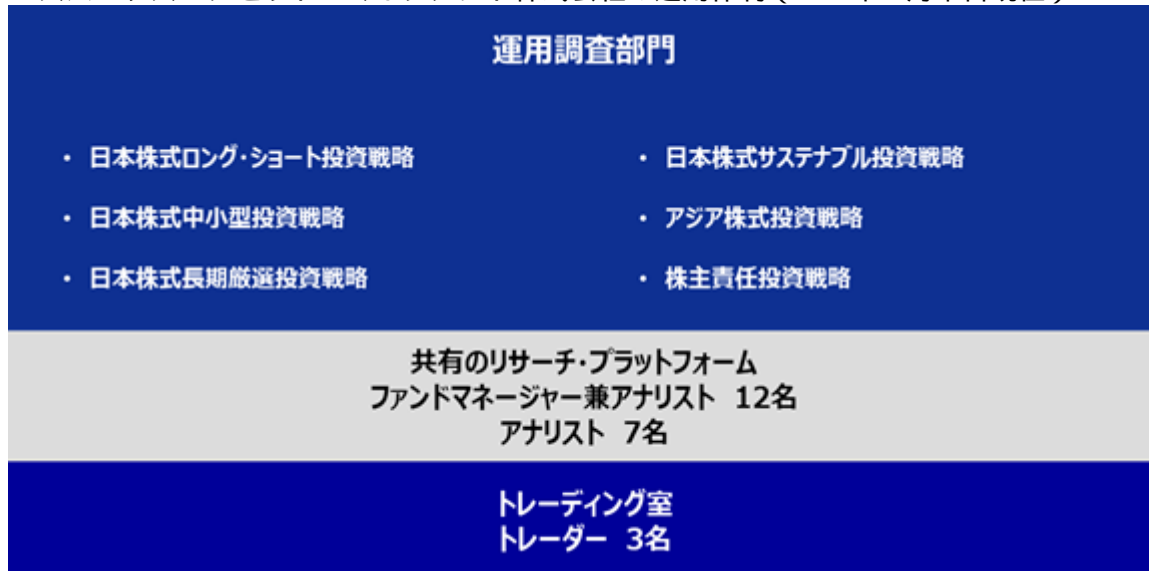 運用調査部門
・ 日本株式ロング・ショート投資戦略
・ 日本株式サステナブル投資戦略
・ 日本株式中小型投資戦略
・ アジア株式投資戦略
・ 日本株式長期厳選投資戦略
・ 株主責任投資戦略
共有のリサーチ・プラットフォーム
ファンドマネージャー兼アナリスト 12名
アナリスト 7名
トレーディング室
トレーダー 3名